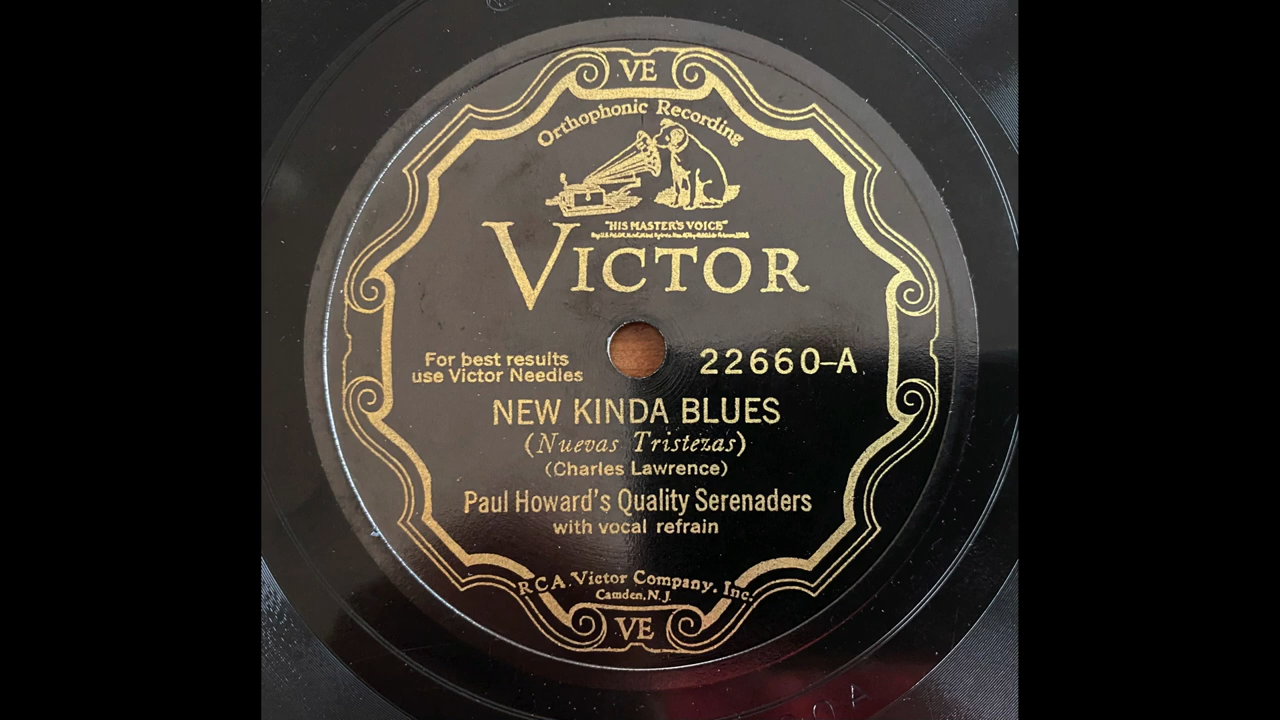 VE
Orthophonic Recording
"HIS MASTER'S VOICE"
VICTOR
For best results
use Victor Needles
22660-A
NEW KINDA BLUES
(Nuevas Tristezas)
(Charles Lawrence)
Paul Howard's Quality Serenaders
with vocal refrain
RCA Victor Company, Inc.
Camden, N.J.
VE